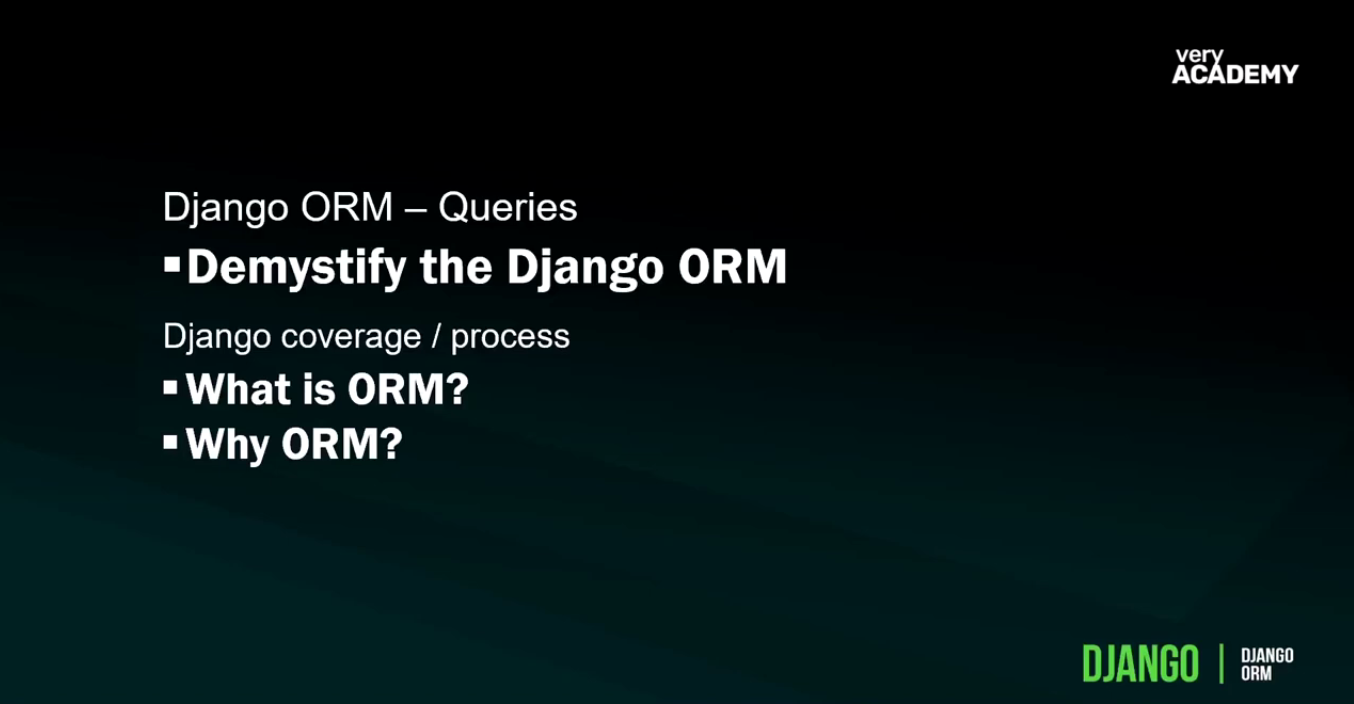 very
ACADEMY
Django ORM – Queries
▪Demystify the Django ORM
Django coverage / process
▪What is ORM?
▪Why ORM?
DJANGO | DJANGO
ORM